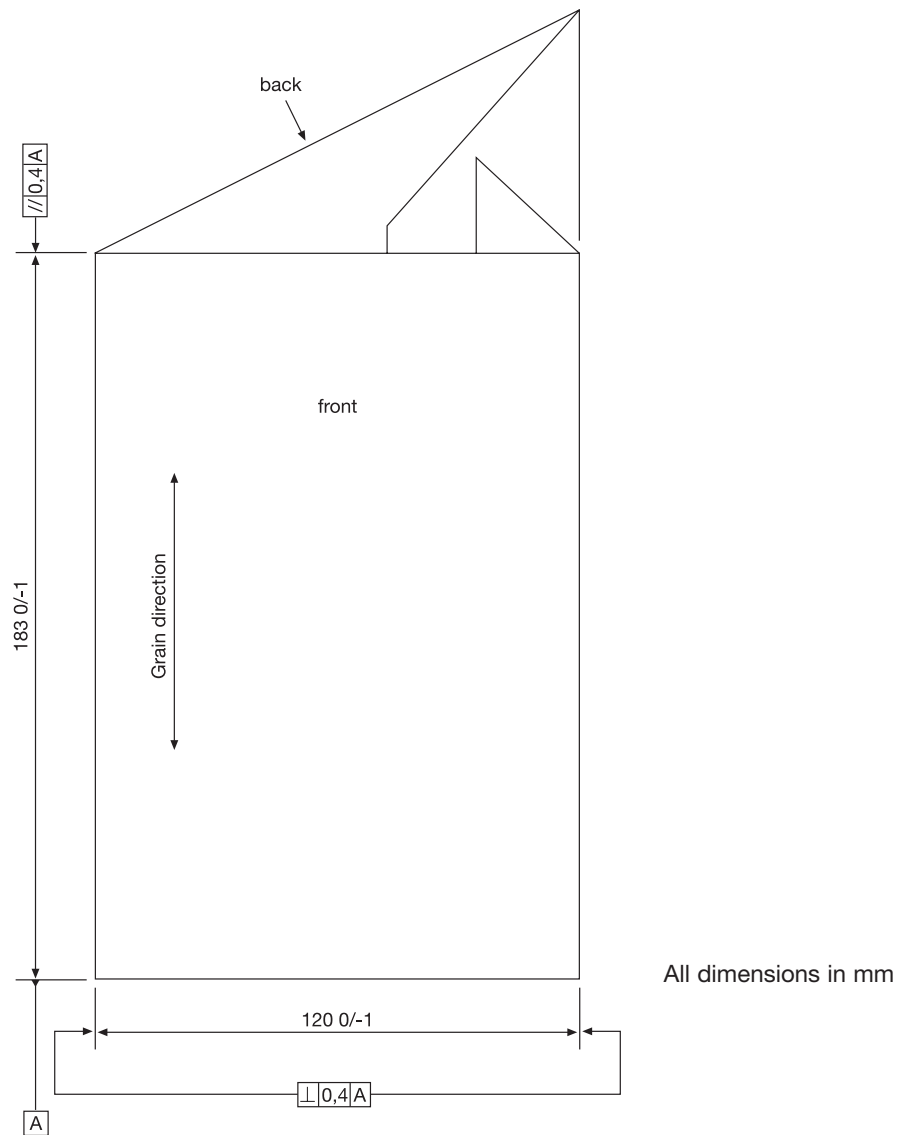 back
// 0,4 A
front
Grain direction
183 0/-1
All dimensions in mm
120 0/-1
⊥ 0,4 A
A